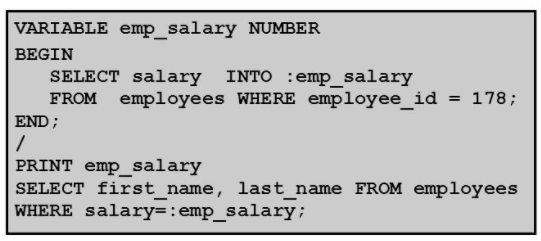 VARIABLE emp_salary NUMBER
BEGIN
   SELECT salary  INTO :emp_salary
   FROM  employees WHERE employee_id = 178;
END;
/
PRINT emp_salary
SELECT first_name, last_name FROM employees
WHERE salary=:emp_salary;